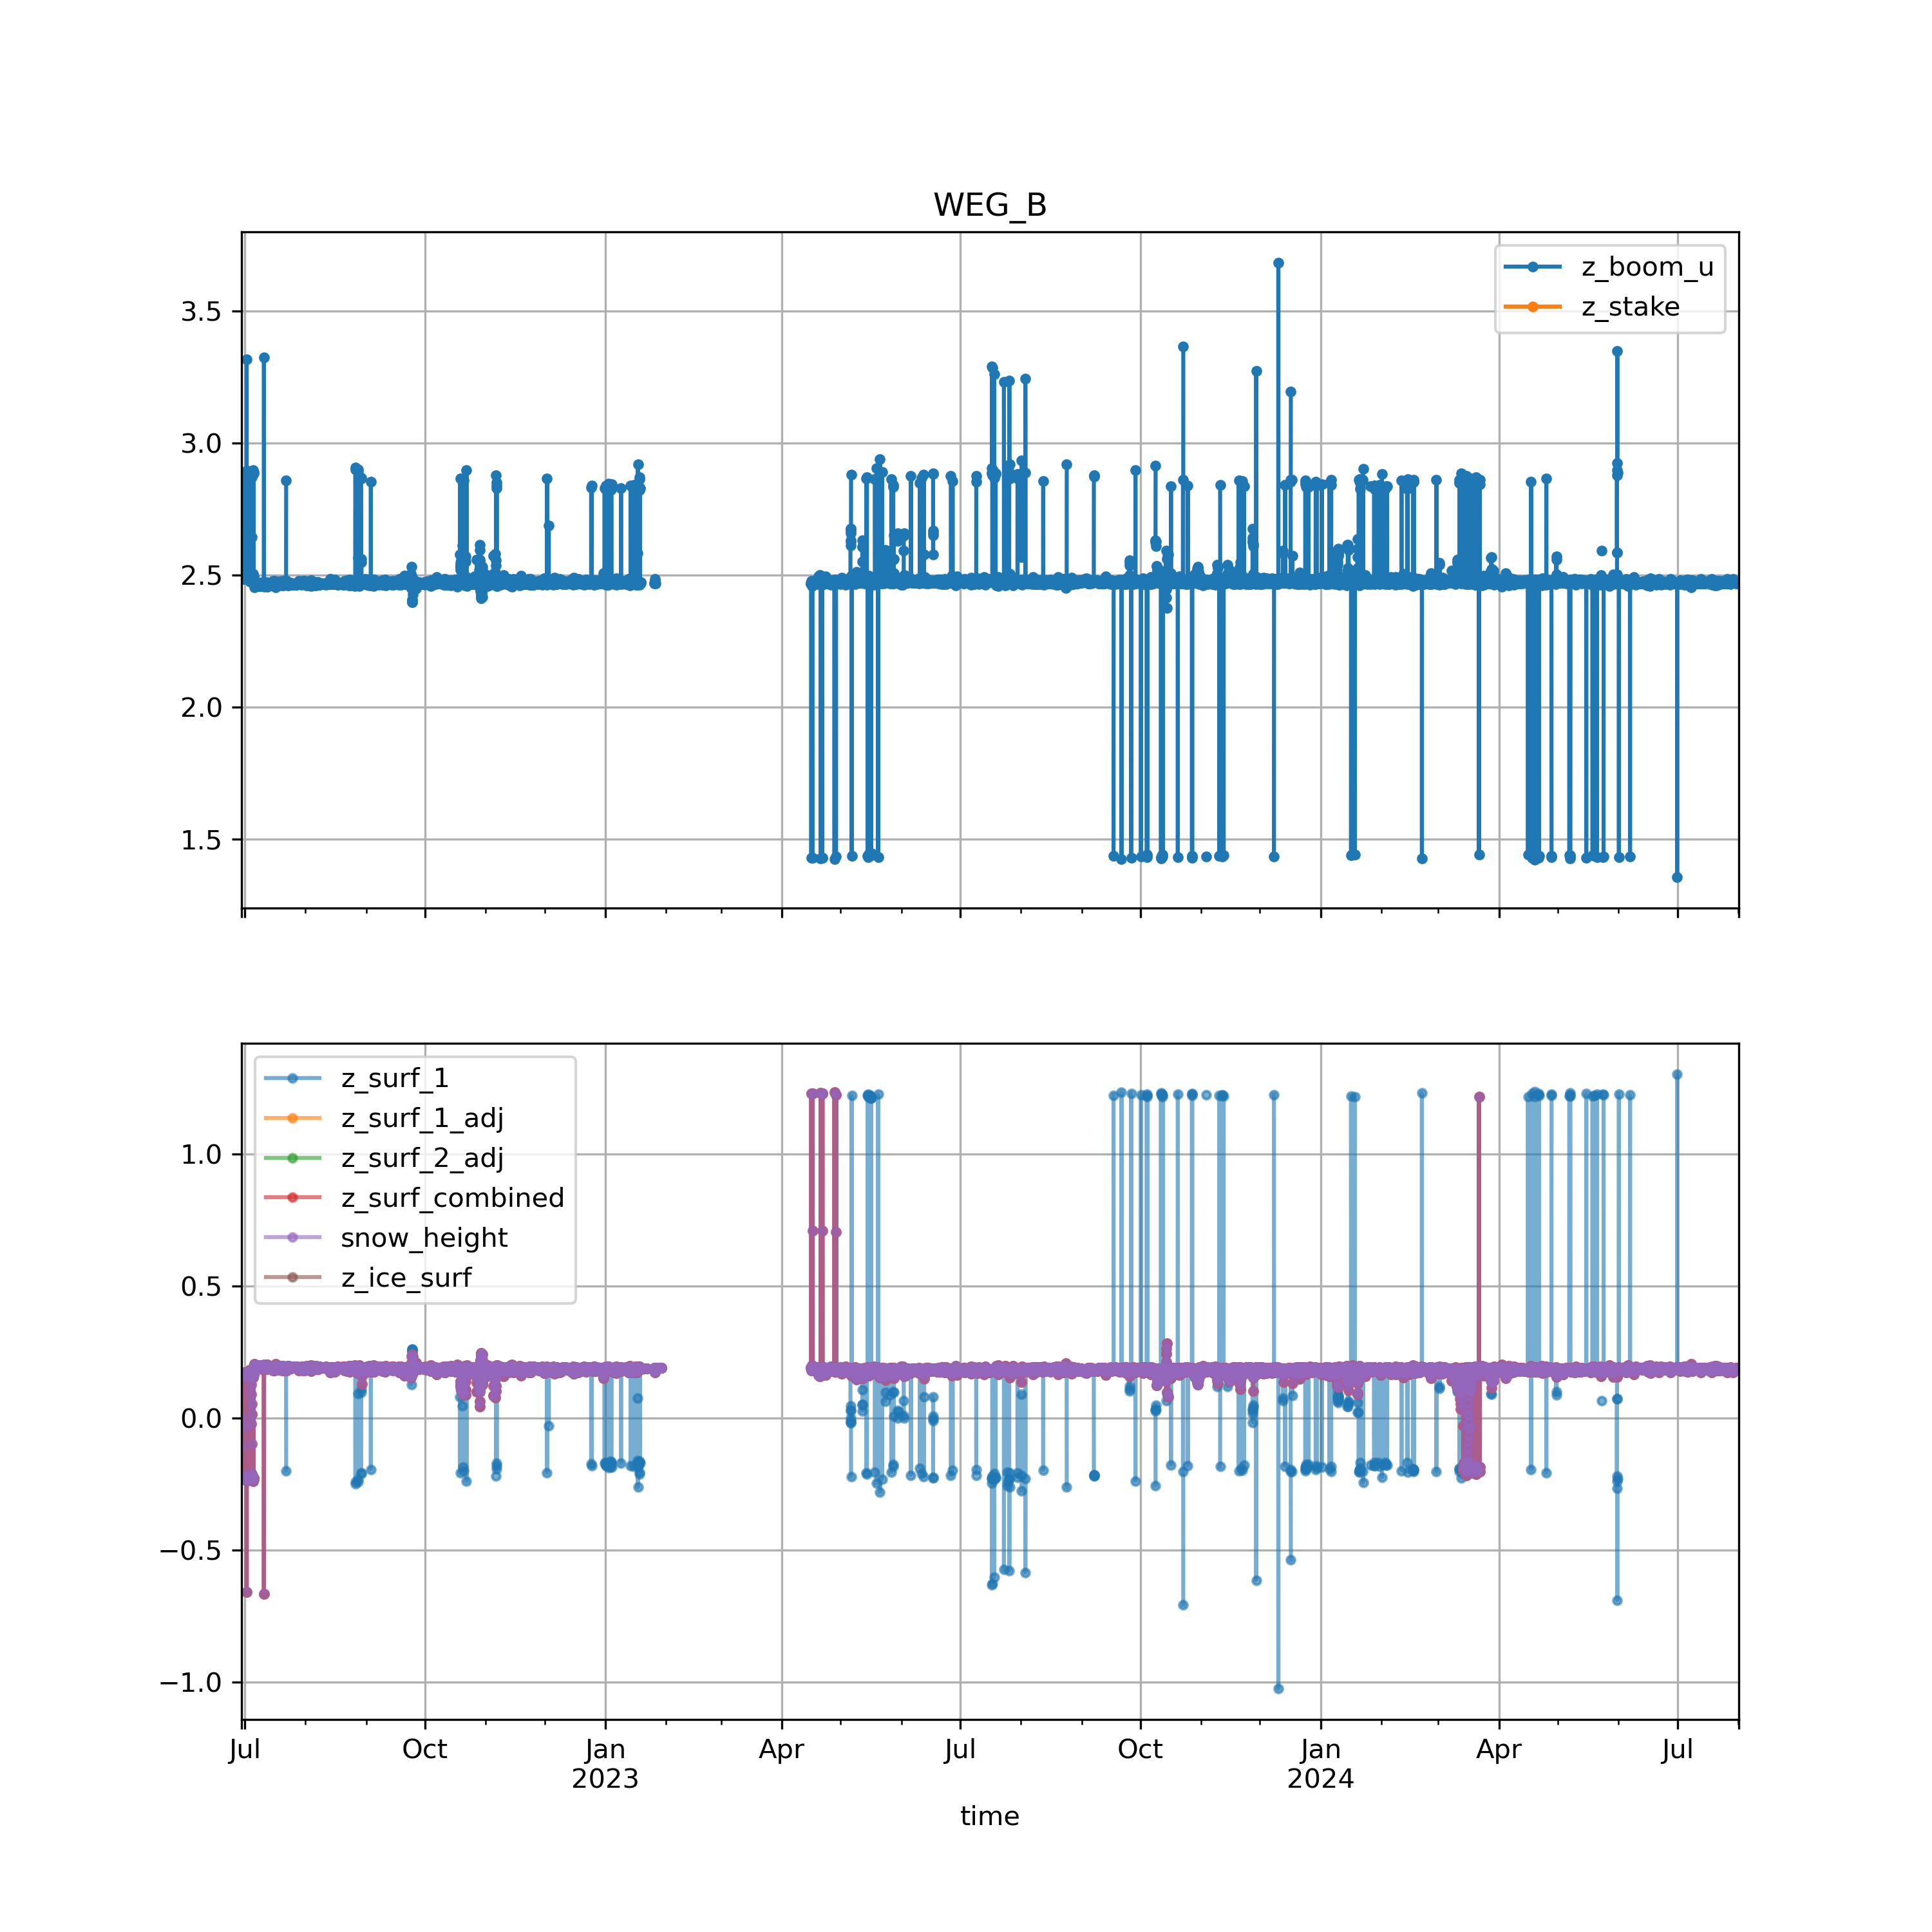 WEG_B
z_boom_u
z_stake
3.5
3.0
2.5
2.0
1.5
z_surf_1
z_surf_1_adj
z_surf_2_adj
z_surf_combined
snow_height
z_ice_surf
1.0
0.5
0.0
−0.5
−1.0
Jul Oct Jan Apr Jul Oct Jan Apr Jul
2023 2024
time